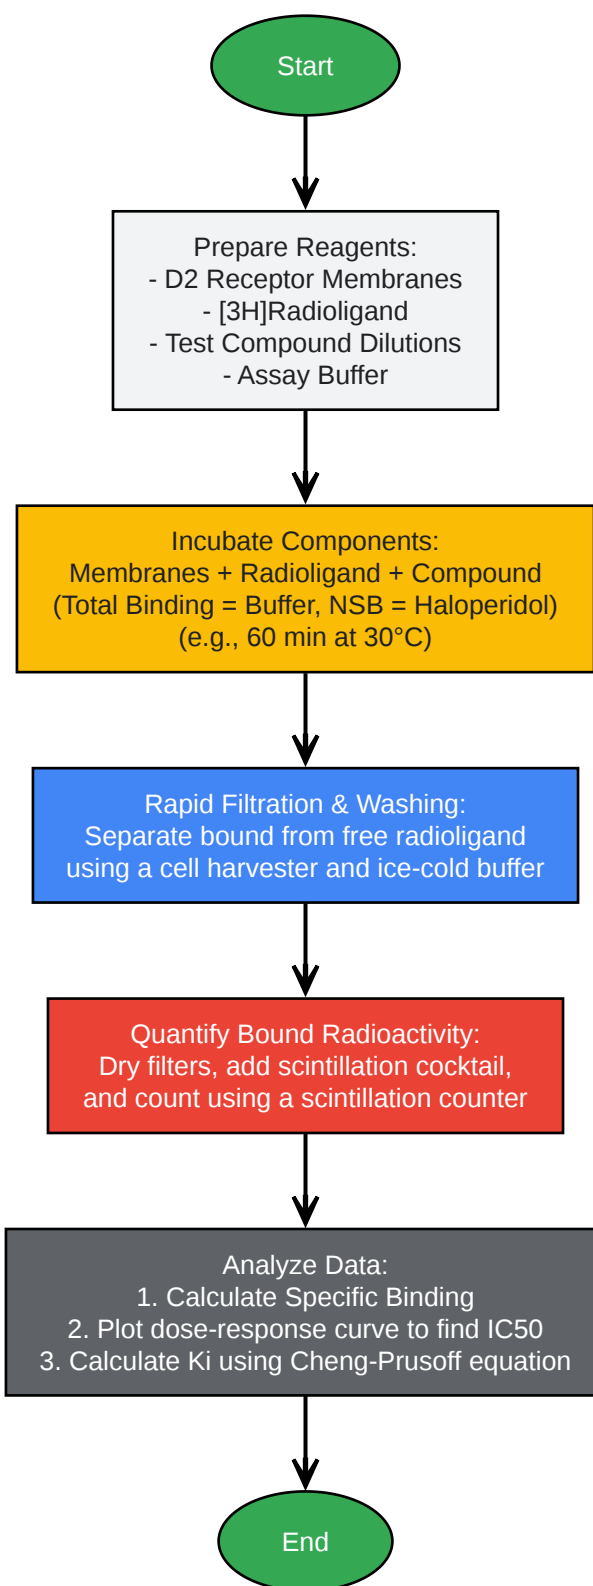 Start
Prepare Reagents:
- D2 Receptor Membranes
- [3H]Radioligand
- Test Compound Dilutions
- Assay Buffer
Incubate Components:
Membranes + Radioligand + Compound
(Total Binding = Buffer, NSB = Haloperidol)
(e.g., 60 min at 30°C)
Rapid Filtration & Washing:
Separate bound from free radioligand
using a cell harvester and ice-cold buffer
Quantify Bound Radioactivity:
Dry filters, add scintillation cocktail,
and count using a scintillation counter
Analyze Data:
1. Calculate Specific Binding
2. Plot dose-response curve to find IC50
3. Calculate Ki using Cheng-Prusoff equation
End